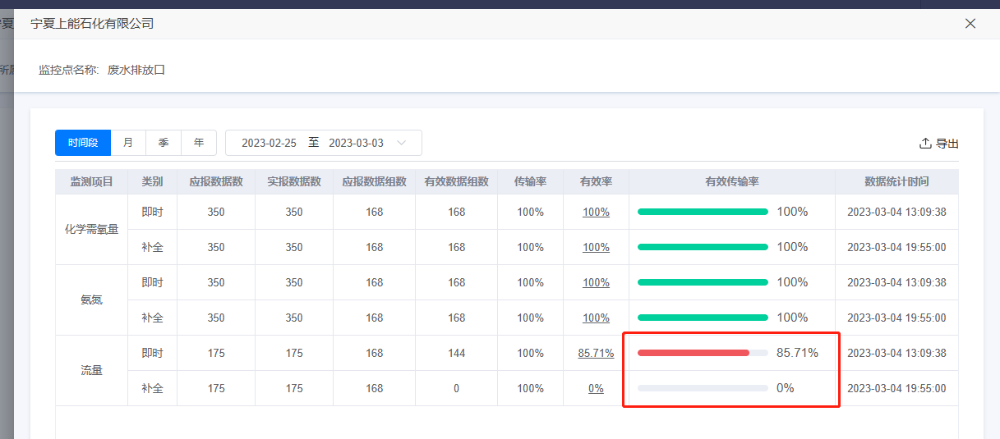 宁夏
宁夏上能石化有限公司
所属
监控点名称: 废水排放口
时间段 月 季 年 2023-02-25 至 2023-03-03 导出
监测项目 类别 应报数据数 实报数据数 应报数据组数 有效数据组数 传输率 有效率 有效传输率 数据统计时间
化学需氧量 即时 350 350 168 168 100% 100% 100% 2023-03-04 13:09:38
补全 350 350 168 168 100% 100% 100% 2023-03-04 19:55:00
氨氮 即时 350 350 168 168 100% 100% 100% 2023-03-04 13:09:38
补全 350 350 168 168 100% 100% 100% 2023-03-04 19:55:00
流量 即时 175 175 168 144 100% 85.71% 85.71% 2023-03-04 13:09:38
补全 175 175 168 0 100% 0% 0% 2023-03-04 19:55:00